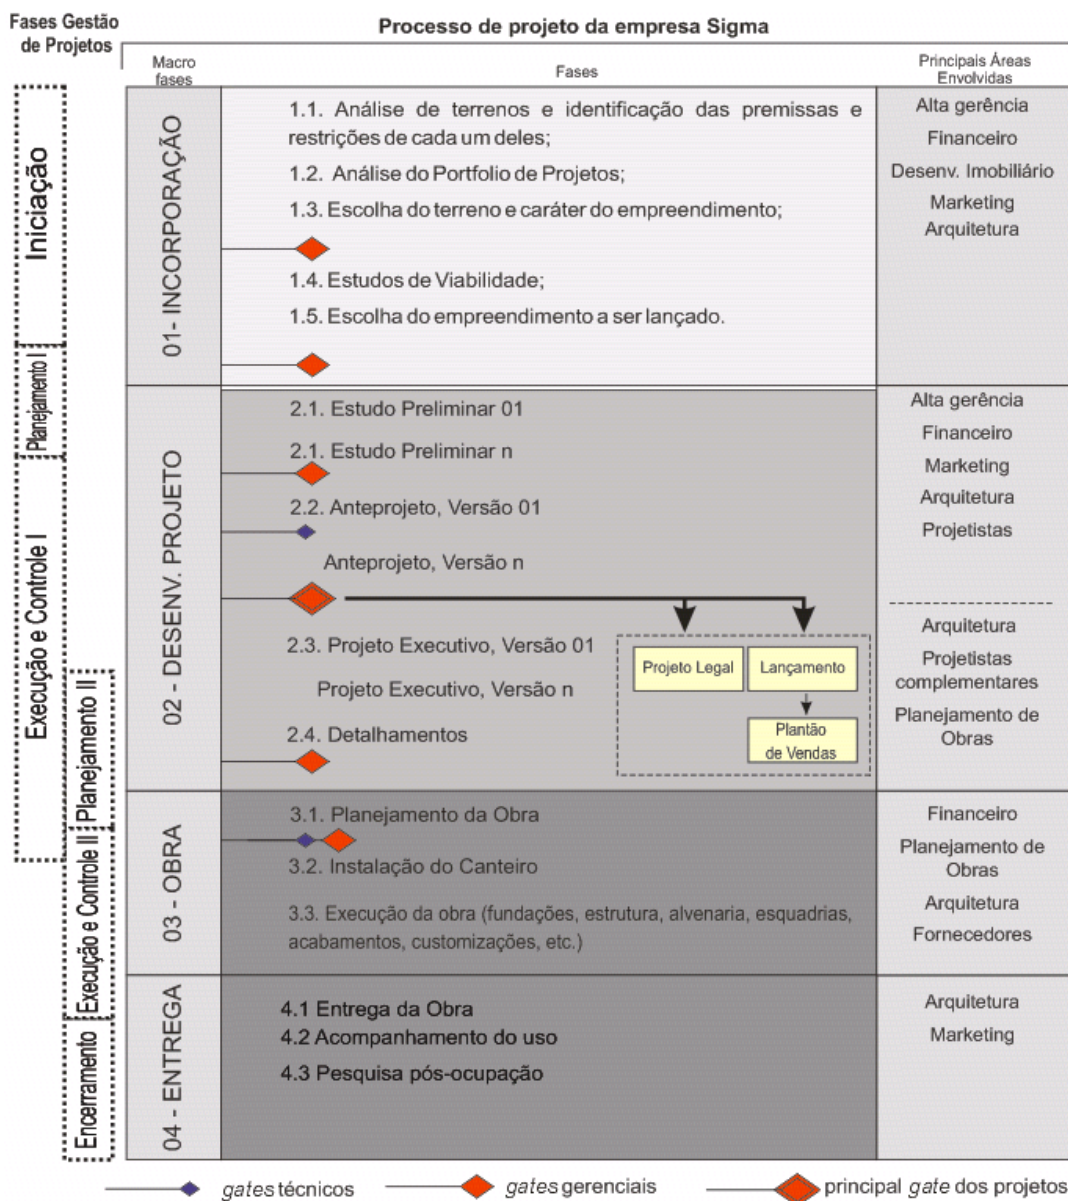 Fases Gestão
de Projetos
Processo de projeto da empresa Sigma
Macro
fases
Fases
Principais Áreas
Envolvidas
Iniciação
Planejamento I
Execução e Controle I
Planejamento II
Execução e Controle II
Encerramento
01- INCORPORAÇÃO
1.1. Análise de terrenos e identificação das premissas e
restrições de cada um deles;
1.2. Análise do Portfolio de Projetos;
1.3. Escolha do terreno e caráter do empreendimento;
1.4. Estudos de Viabilidade;
1.5. Escolha do empreendimento a ser lançado.
Alta gerência
Financeiro
Desenv. Imobiliário
Marketing
Arquitetura
02 - DESENV. PROJETO
2.1. Estudo Preliminar 01
2.1. Estudo Preliminar n
2.2. Anteprojeto, Versão 01
Anteprojeto, Versão n
2.3. Projeto Executivo, Versão 01
Projeto Executivo, Versão n
2.4. Detalhamentos
Projeto Legal
Lançamento
Plantão
de Vendas
Alta gerência
Financeiro
Marketing
Arquitetura
Projetistas
Arquitetura
Projetistas
complementares
Planejamento de
Obras
03 - OBRA
3.1. Planejamento da Obra
3.2. Instalação do Canteiro
3.3. Execução da obra (fundações, estrutura, alvenaria, esquadrias,
acabamentos, customizações, etc.)
Financeiro
Planejamento de
Obras
Arquitetura
Fornecedores
04 - ENTREGA
4.1 Entrega da Obra
4.2 Acompanhamento do uso
4.3 Pesquisa pós-ocupação
Arquitetura
Marketing
gates técnicos
gates gerenciais
principal gate dos projetos